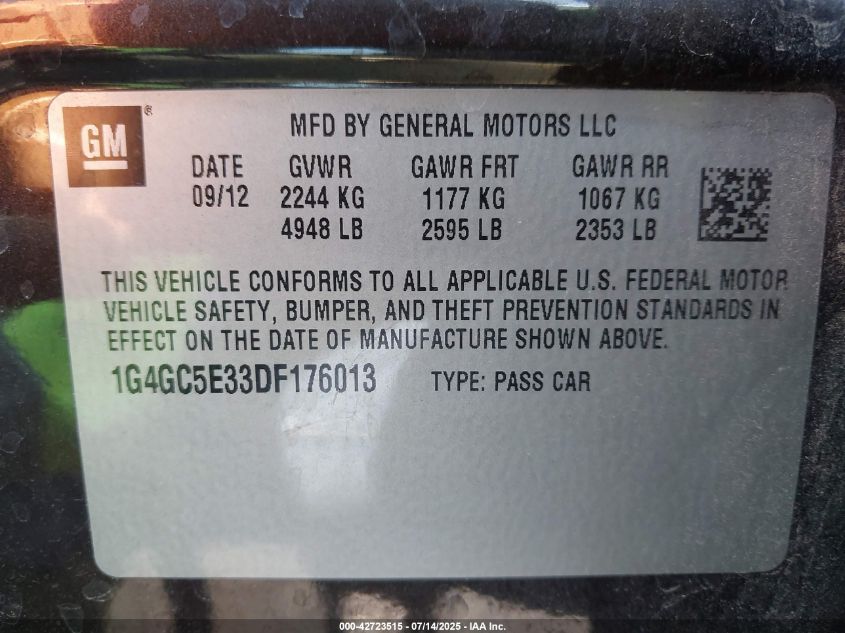 GM ®
MFD BY GENERAL MOTORS LLC
DATE GVWR GAWR FRT GAWR RR
09/12 2244 KG 1177 KG 1067 KG
4948 LB 2595 LB 2353 LB
THIS VEHICLE CONFORMS TO ALL APPLICABLE U.S. FEDERAL MOTOR
VEHICLE SAFETY, BUMPER, AND THEFT PREVENTION STANDARDS IN
EFFECT ON THE DATE OF MANUFACTURE SHOWN ABOVE.
1G4GC5E33DF176013 TYPE: PASS CAR
000-42723515 - 07/14/2025 - IAA Inc.